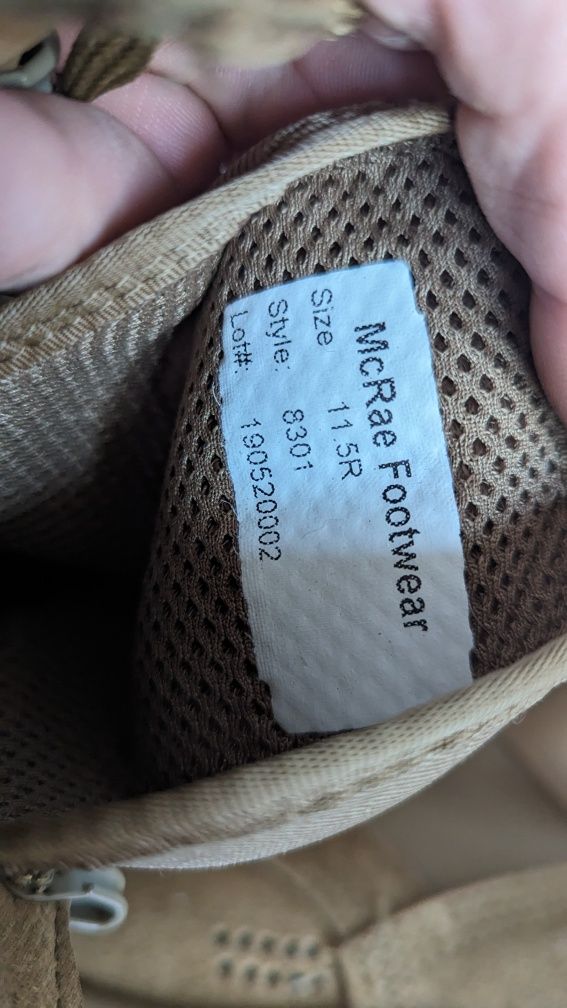 McRae Footwear
Size 11.5R
Style: 8301
Lot#: 190520002